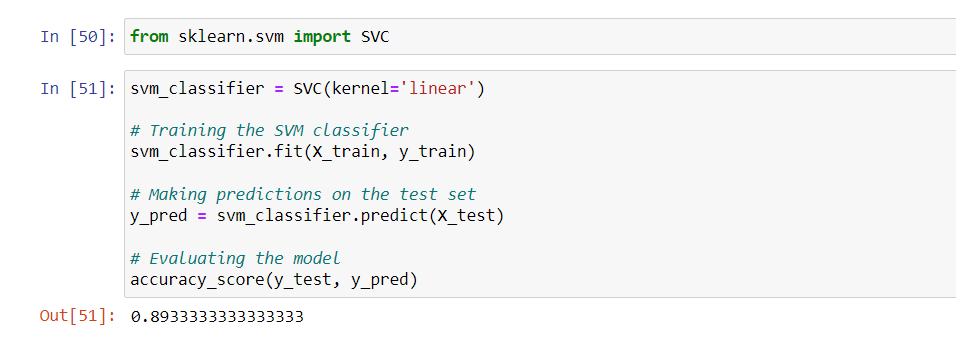 In [50]: from sklearn.svm import SVC
In [51]: svm_classifier = SVC(kernel='linear')
# Training the SVM classifier
svm_classifier.fit(X_train, y_train)
# Making predictions on the test set
y_pred = svm_classifier.predict(X_test)
# Evaluating the model
accuracy_score(y_test, y_pred)
Out[51]: 0.8933333333333333